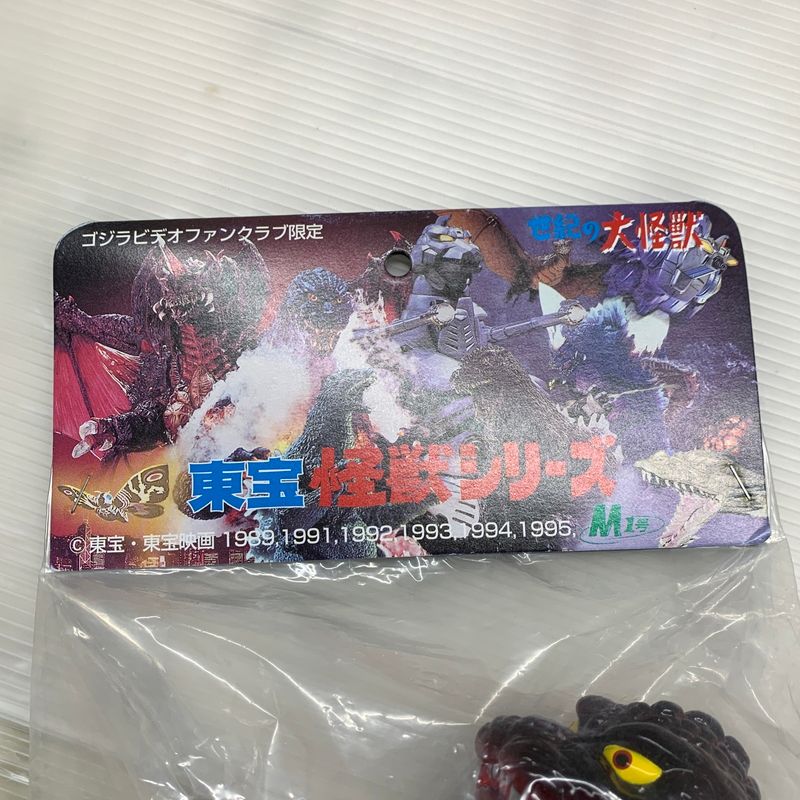 ゴジラビデオファンクラブ限定
世紀の大怪獣
東宝怪獣シリーズ
© 東宝・東宝映画 1989,1991,1992,1993,1994,1995,
M1号